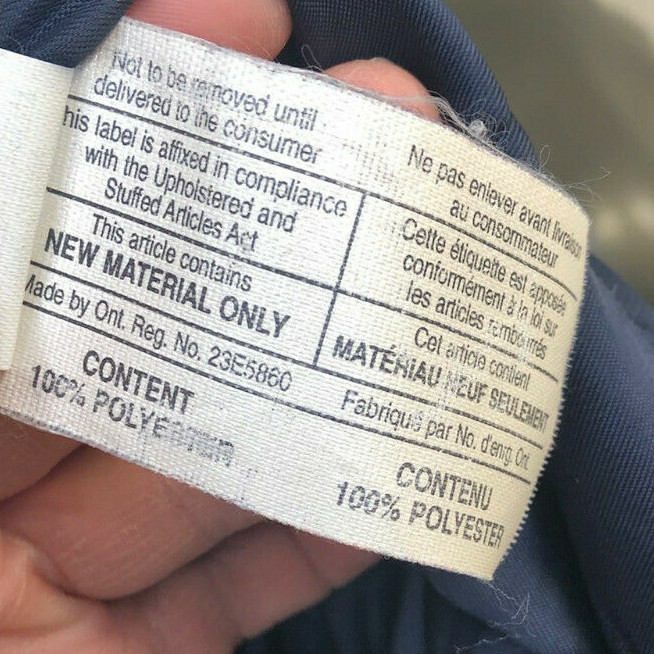 Not to be removed until
delivered to the consumer
his label is affixed in compliance
with the Upholstered and
Stuffed Articles Act
This article contains
NEW MATERIAL ONLY
Made by Ont. Reg. No. 23E5860
CONTENT
100% POLYESTER
Ne pas enlever avant livraison
au consommateur
Cette étiquette est apposée
conformément à la loi sur
les articles rembourrés
Cet article contient
MATÉRIAU NEUF SEULEMENT
Fabriqué par No. d'enrg. Ont.
CONTENU
100% POLYESTER